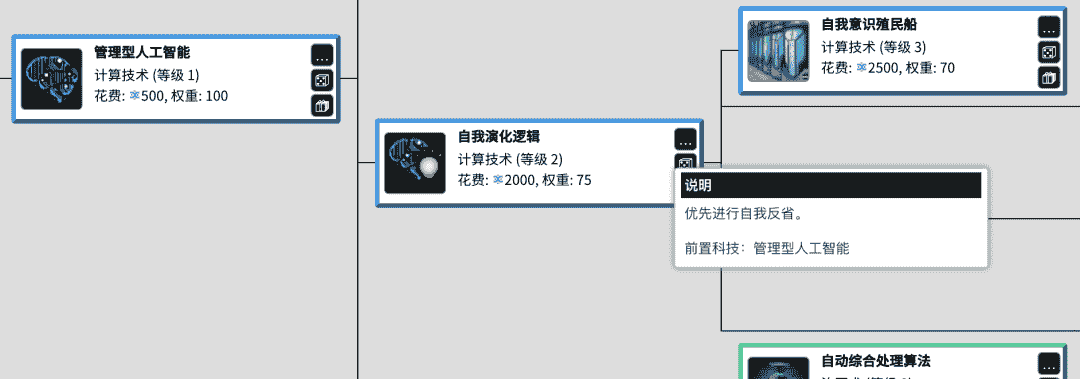 管理型人工智能
计算技术 (等级 1)
花费: 500, 权重: 100
...
自我演化逻辑
计算技术 (等级 2)
花费: 2000, 权重: 75
...
说明
优先进行自我反省。
前置科技：管理型人工智能
自我意识殖民船
计算技术 (等级 3)
花费: 2500, 权重: 70
...
自动综合处理算法
...